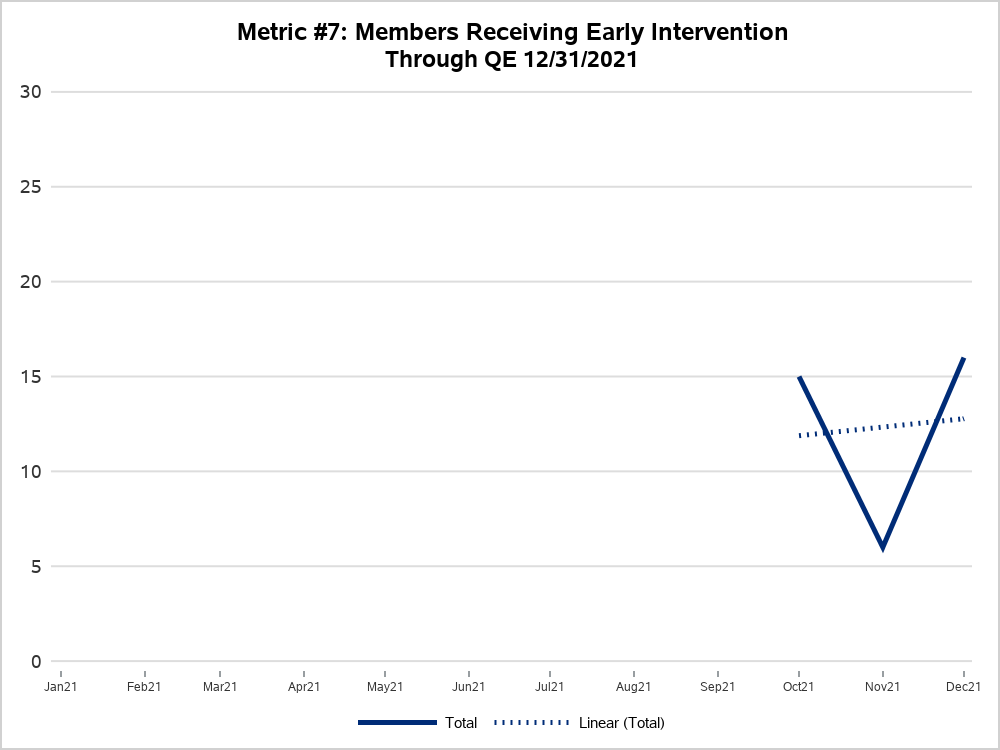 Metric #7: Members Receiving Early Intervention
Through QE 12/31/2021
30
25
20
15
10
5
0
Jan21 Feb21 Mar21 Apr21 May21 Jun21 Jul21 Aug21 Sep21 Oct21 Nov21 Dec21
Total Linear (Total)